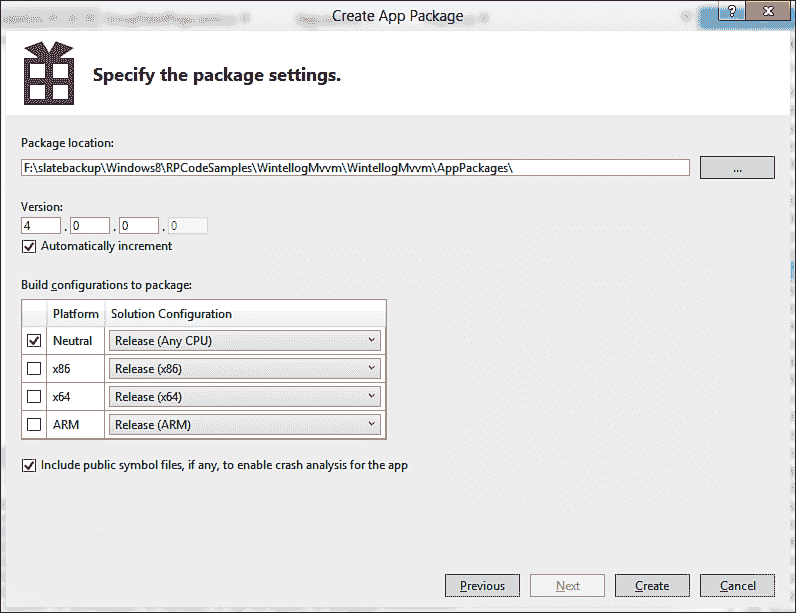 Create App Package
?
Specify the package settings.
Package location:
F:\slatebackup\Windows8\RPCodeSamples\WintellogMvvm\WintellogMvvm\AppPackages\
...
Version:
4 . 0 . 0 . 0
Automatically increment
Build configurations to package:
Platform Solution Configuration
Neutral Release (Any CPU)
x86 Release (x86)
x64 Release (x64)
ARM Release (ARM)
Include public symbol files, if any, to enable crash analysis for the app
Previous Next Create Cancel